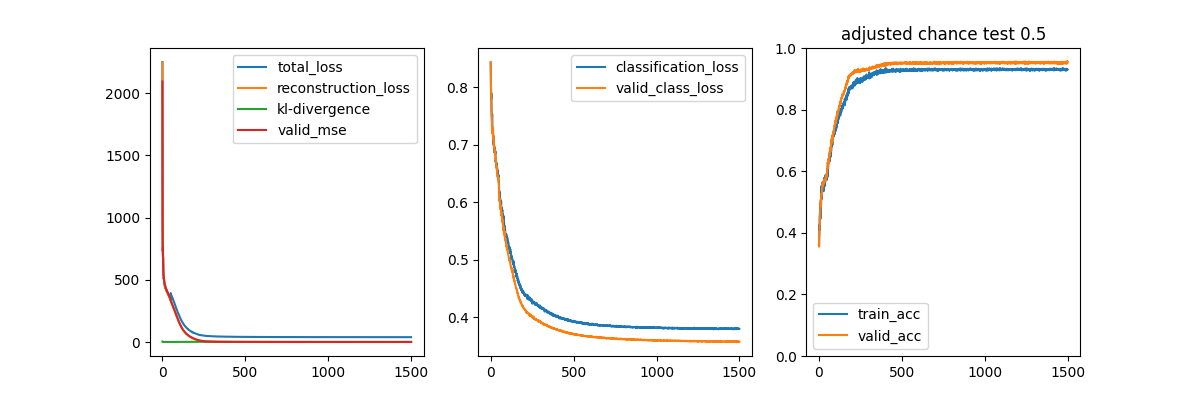 adjusted chance test 0.5
total_loss
reconstruction_loss
kl-divergence
valid_mse
2000
1500
1000
500
0
0 500 1000 1500
classification_loss
valid_class_loss
0.8
0.7
0.6
0.5
0.4
0 500 1000 1500
1.0
0.8
0.6
0.4
0.2
0.0
train_acc
valid_acc
0 500 1000 1500